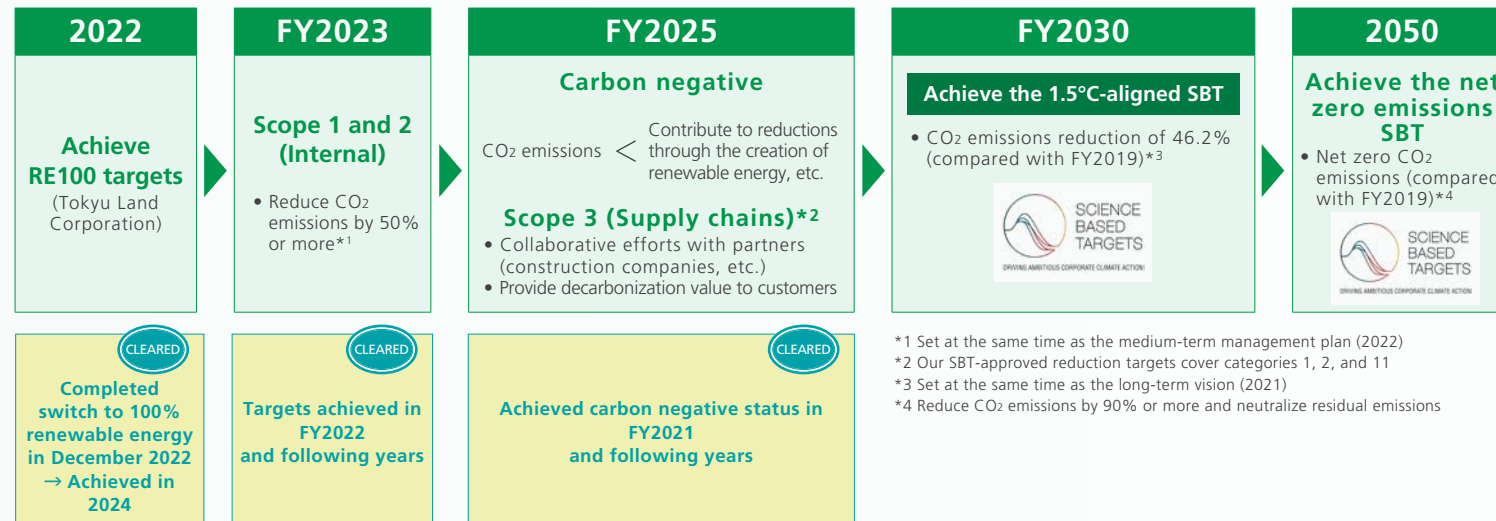 2022
Achieve
RE100 targets
(Tokyu Land
Corporation)
FY2023
Scope 1 and 2
(Internal)
• Reduce CO2
emissions by 50%
or more*1
FY2025
Carbon negative
CO2 emissions <
Contribute to reductions
through the creation of
renewable energy, etc.
Scope 3 (Supply chains)*2
• Collaborative efforts with partners
(construction companies, etc.)
• Provide decarbonization value to customers
FY2030
Achieve the 1.5°C-aligned SBT
• CO2 emissions reduction of 46.2%
(compared with FY2019)*3
SCIENCE
BASED
TARGETS
DRIVING AMBITIOUS CORPORATE CLIMATE ACTION
2050
Achieve the net
zero emissions
SBT
• Net zero CO2
emissions (compared
with FY2019)*4
SCIENCE
BASED
TARGETS
DRIVING AMBITIOUS CORPORATE CLIMATE ACTION
CLEARED
Completed
switch to 100%
renewable energy
in December 2022
→ Achieved in
2024
CLEARED
Targets achieved in
FY2022
and following years
CLEARED
Achieved carbon negative status in
FY2021
and following years
*1 Set at the same time as the medium-term management plan (2022)
*2 Our SBT-approved reduction targets cover categories 1, 2, and 11
*3 Set at the same time as the long-term vision (2021)
*4 Reduce CO2 emissions by 90% or more and neutralize residual emissions